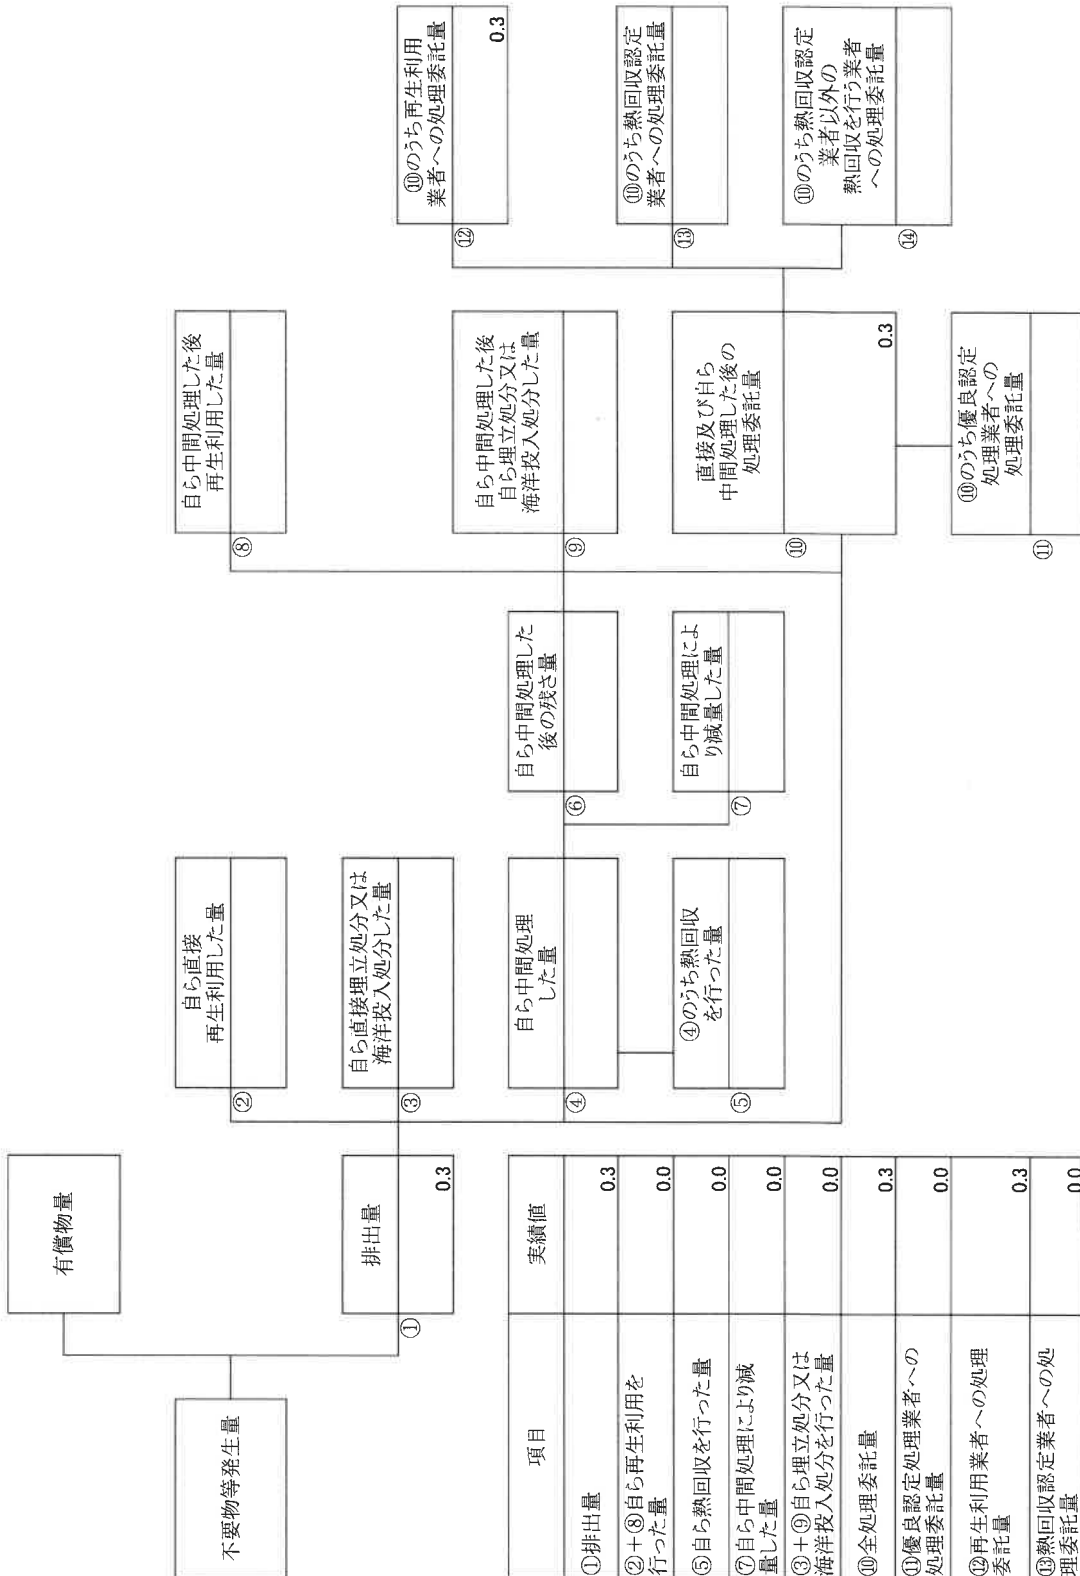 不要物等発生量
有償物量
排出量
①
0.3
自ら直接
再生利用した量
②
自ら直接埋立処分又は
海洋投入処分した量
③
自ら中間処理
した量
④
④のうち熱回収
を行った量
⑤
自ら中間処理した
後の残さ量
⑥
自ら中間処理によ
り減量した量
⑦
自ら中間処理した後
再生利用した量
⑧
自ら中間処理した後
自ら埋立処分又は
海洋投入処分した量
⑨
直接及び自ら
中間処理した後の
処理委託量
⑩
0.3
⑩のうち優良認定
処理業者への
処理委託量
⑪
⑩のうち再生利用
業者への処理委託量
⑫
0.3
⑩のうち熱回収認定
業者への処理委託量
⑬
⑩のうち熱回収認定
業者以外の
熱回収を行う業者
への処理委託量
⑭
項目 実績値
①排出量 0.3
②+⑧自ら再生利用を
行った量 0.0
⑤自ら熱回収を行った量 0.0
⑦自ら中間処理により減
量した量 0.0
③+⑨自ら埋立処分又は
海洋投入処分を行った量 0.0
⑩全処理委託量 0.3
⑪優良認定処理業者への
処理委託量 0.0
⑫再生利用業者への処理
委託量 0.3
⑬熱回収認定業者への処
理委託量 0.0